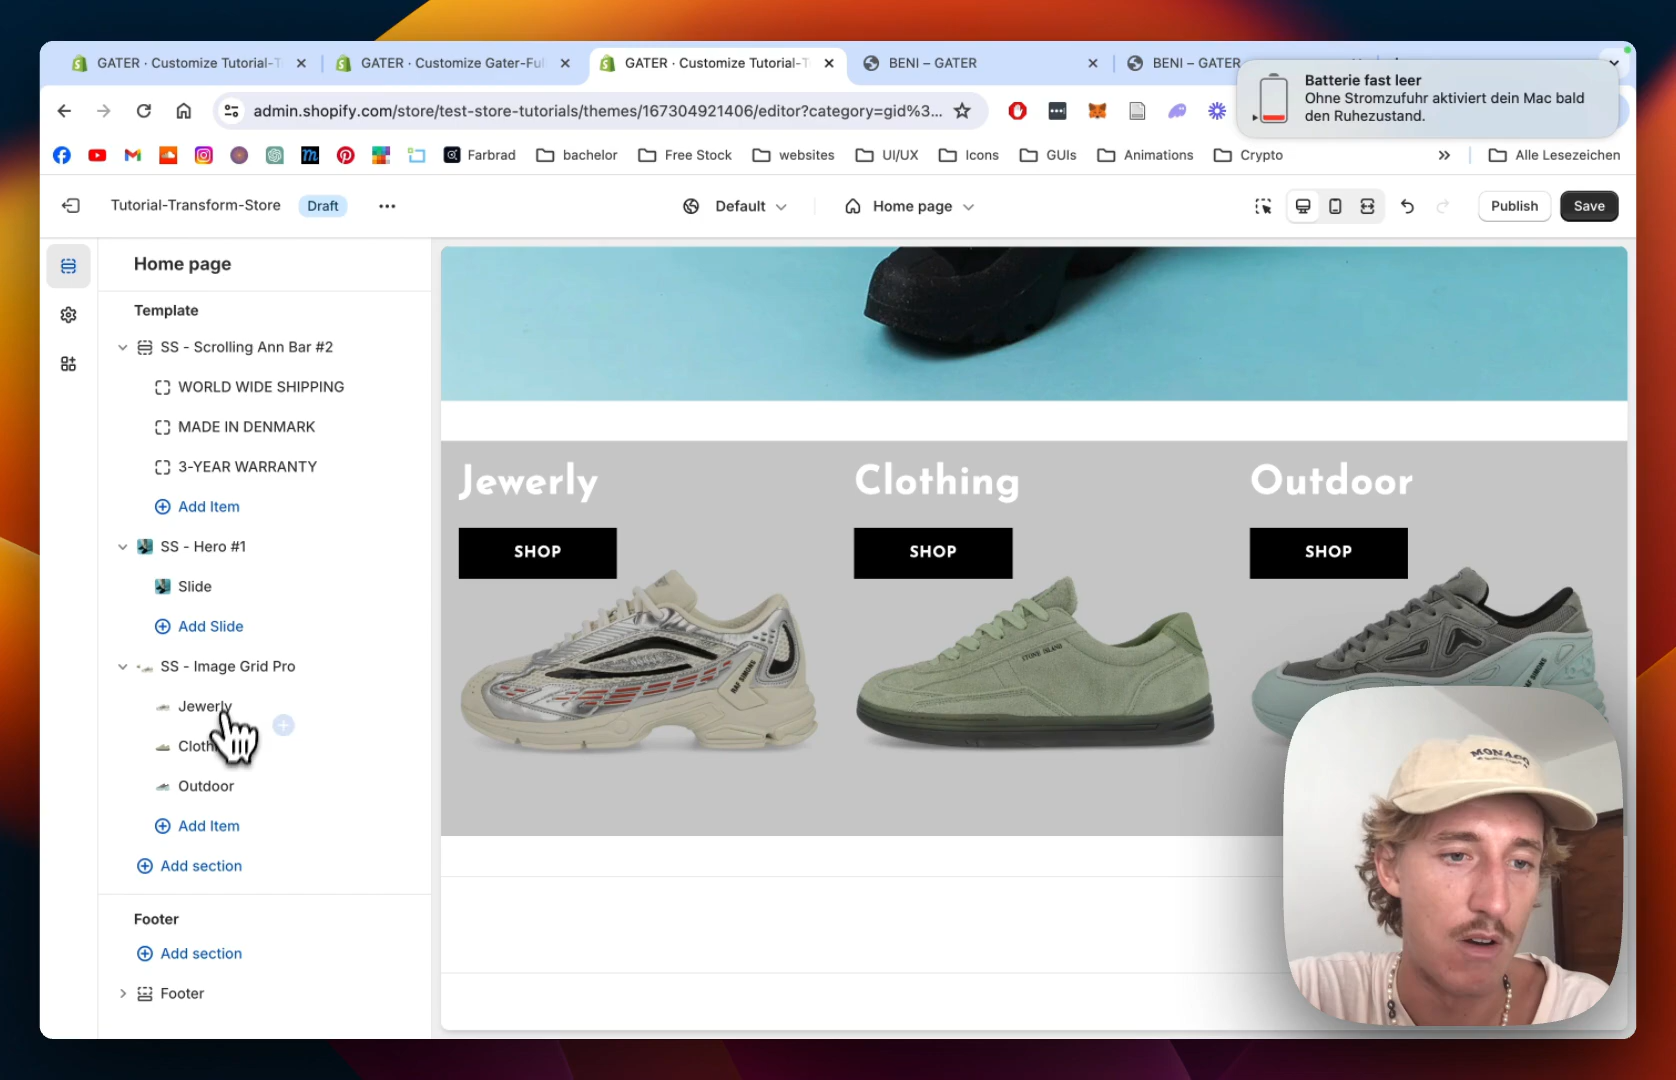 GATER · Customize Tutorial-T
GATER · Customize Gater-Ful
GATER · Customize Tutorial-T
BENI – GATER
BENI – GATER
Batterie fast leer
Ohne Stromzufuhr aktiviert dein Mac bald
den Ruhezustand.
admin.shopify.com/store/test-store-tutorials/themes/167304921406/editor?category=gid%3...
Farbrad
bachelor
Free Stock
websites
UI/UX
Icons
GUIs
Animations
Crypto
Alle Lesezeichen
Tutorial-Transform-Store
Draft
Default
Home page
Publish
Save
Home page
Template
SS - Scrolling Ann Bar #2
WORLD WIDE SHIPPING
MADE IN DENMARK
3-YEAR WARRANTY
Add Item
SS - Hero #1
Slide
Add Slide
SS - Image Grid Pro
Jewerly
Outdoor
Add Item
Add section
Footer
Add section
Footer
Jewerly
Clothing
Outdoor
SHOP
SHOP
SHOP
STONE ISLAND
RAF SIMONS
MONACO